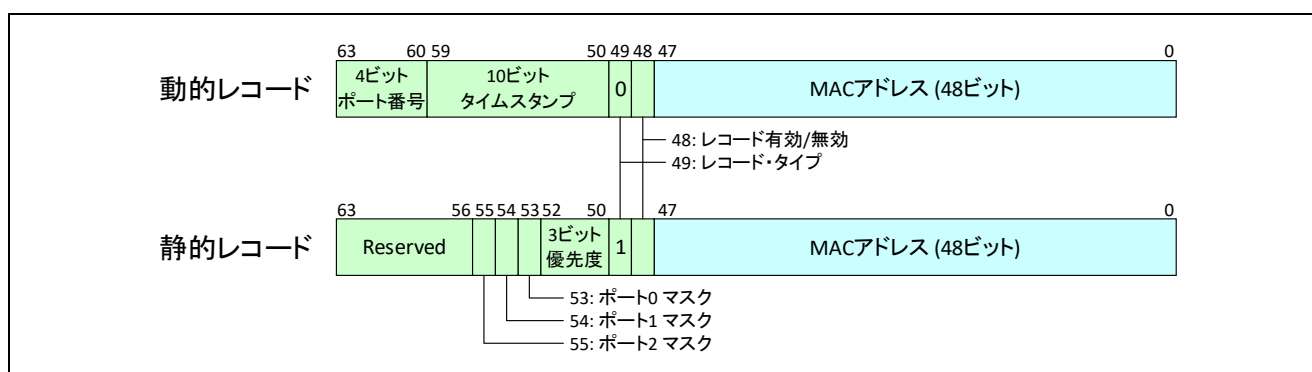 63 60 59 50 49 48 47 0
動的レコード 4ビット ポート番号 10ビット タイムスタンプ 0 MACアドレス (48ビット)
48: レコード有効/無効
49: レコード・タイプ
63 56 55 54 53 52 50 47 0
静的レコード Reserved 3ビット 優先度 1 MACアドレス (48ビット)
53: ポート0 マスク
54: ポート1 マスク
55: ポート2 マスク